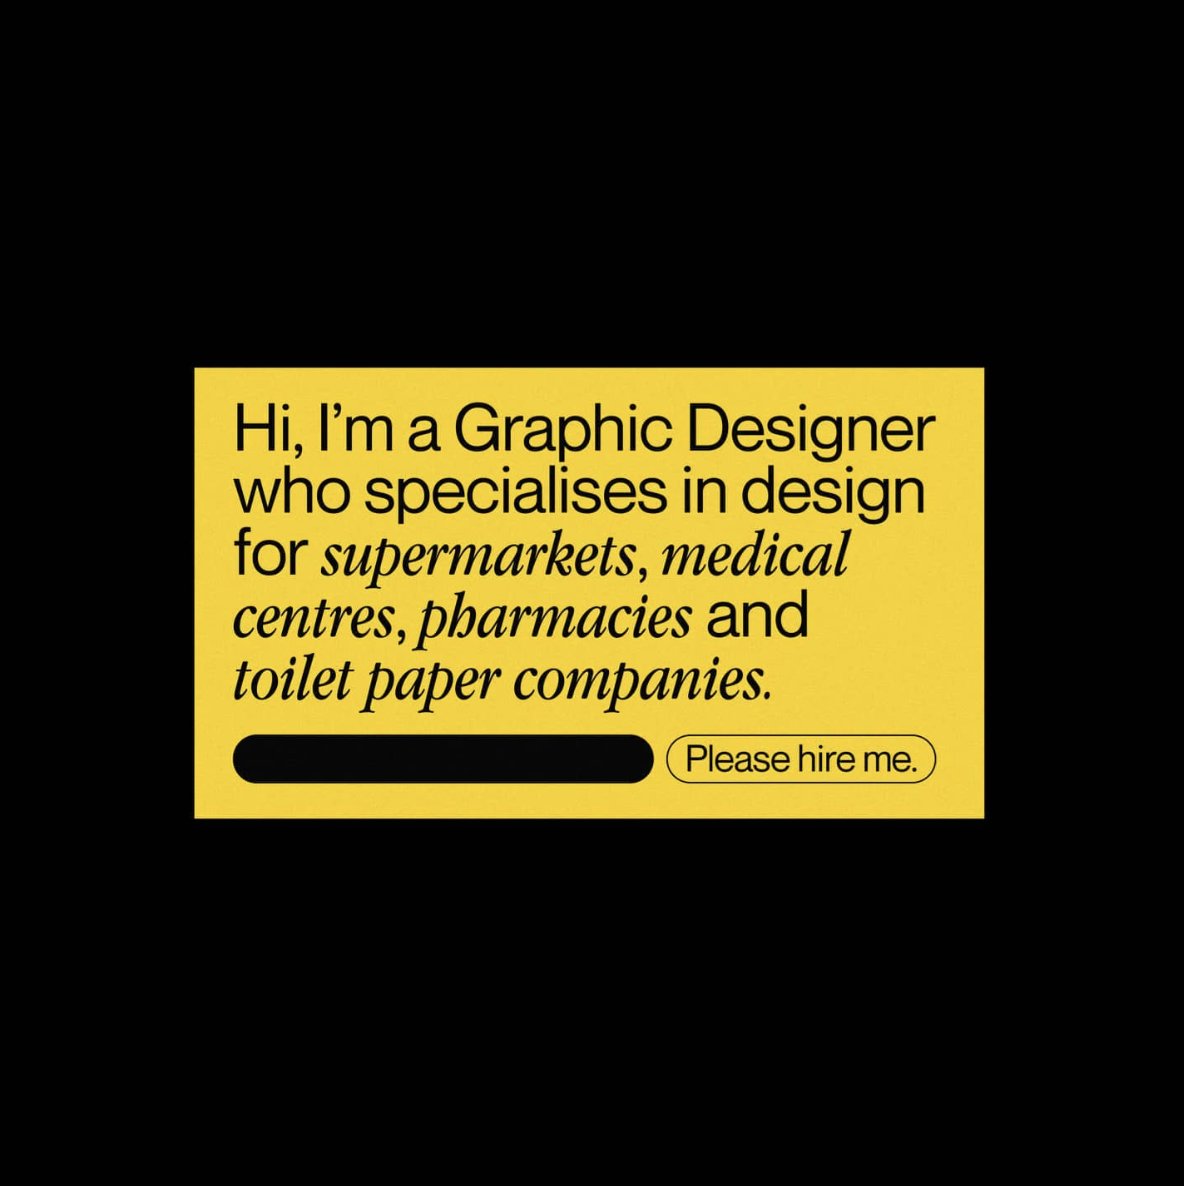 Hi, I’m a Graphic Designer
who specialises in design
for supermarkets, medical
centres, pharmacies and
toilet paper companies.
Please hire me.